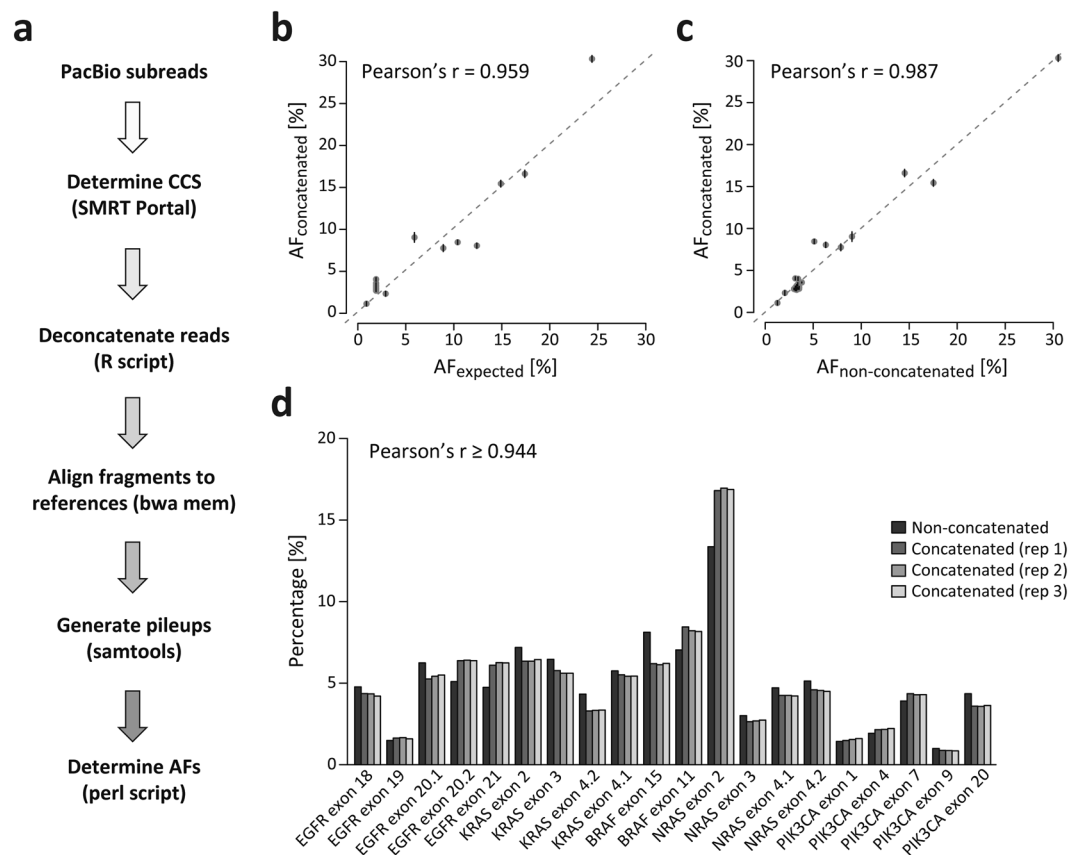 a
PacBio subreads
Determine CCS
(SMRT Portal)
Deconcatenate reads
(R script)
Align fragments to
references (bwa mem)
Generate pileups
(samtools)
Determine AFs
(perl script)
b
Pearson's r = 0.959
AFconcatenated [%]
30
25
20
15
10
5
0
0 5 10 15 20 25 30
AFexpected [%]
c
Pearson's r = 0.987
AFconcatenated [%]
30
25
20
15
10
5
0
0 5 10 15 20 25 30
AFnon-concatenated [%]
d
Pearson's r ≥ 0.944
Percentage [%]
20
15
10
5
0
Non-concatenated
Concatenated (rep 1)
Concatenated (rep 2)
Concatenated (rep 3)
EGFR exon 18
EGFR exon 19
EGFR exon 20.1
EGFR exon 20.2
EGFR exon 21
KRAS exon 2
KRAS exon 3
KRAS exon 4.2
KRAS exon 4.1
BRAF exon 15
BRAF exon 11
NRAS exon 2
NRAS exon 3
NRAS exon 4.1
NRAS exon 4.2
PIK3CA exon 1
PIK3CA exon 4
PIK3CA exon 7
PIK3CA exon 9
PIK3CA exon 20